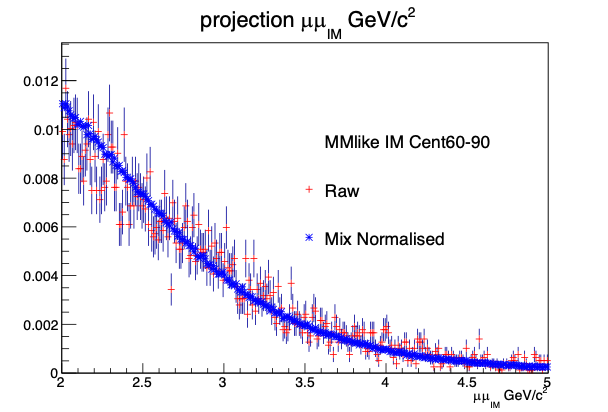 projection μμ_IM GeV/c²
0.012
0.01
0.008
0.006
0.004
0.002
0
MMlike IM Cent60-90
Raw
Mix Normalised
2 2.5 3 3.5 4 4.5 5
μμ_IM GeV/c²